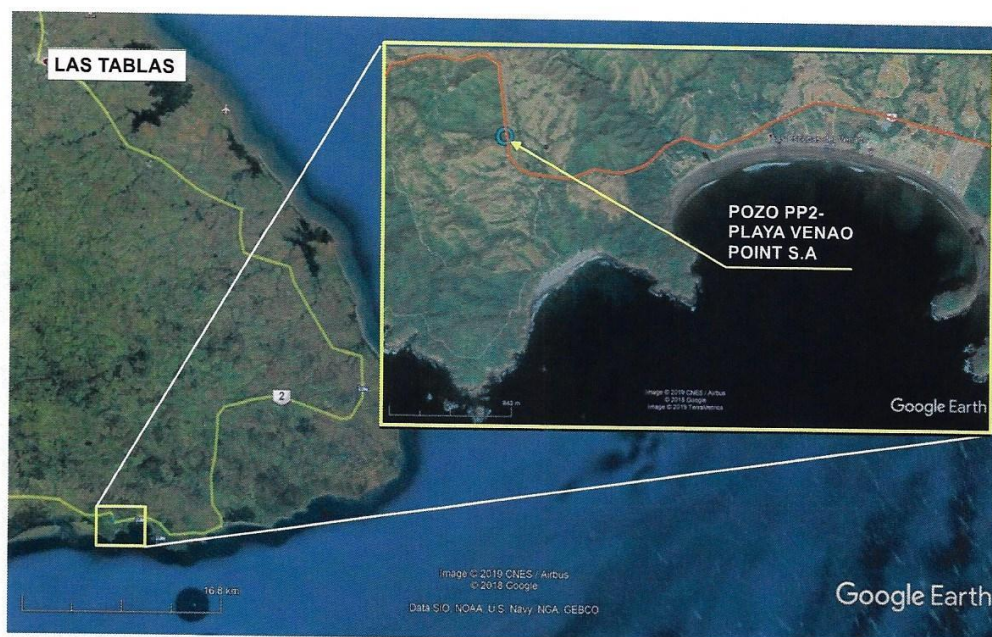 LAS TABLAS
POZO PP2-
PLAYA VENAO
POINT S.A
Image © 2019 CNES / Airbus
© 2018 Google
Image © 2019 TerraMetrics
Google Earth
2
Image © 2019 CNES / Airbus
© 2018 Google
Data SIO, NOAA, U.S. Navy, NGA, GEBCO
16.8 km
Google Earth